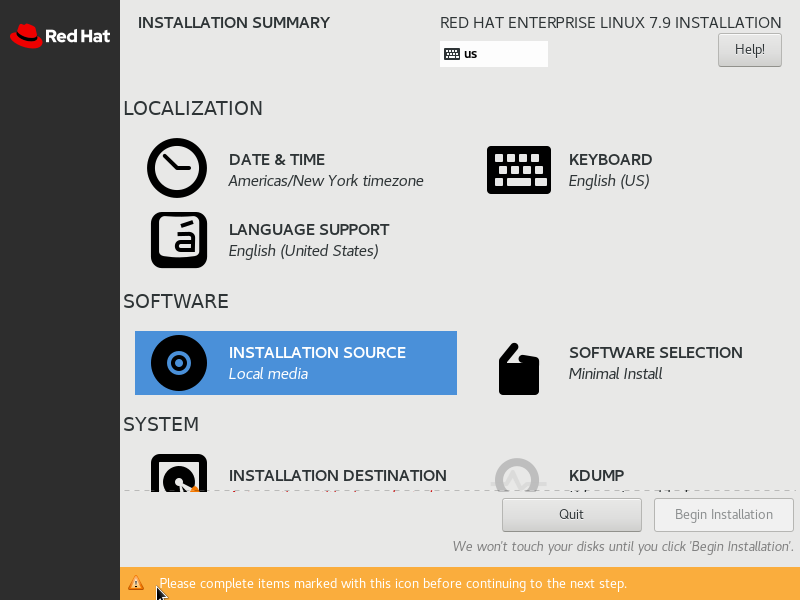 INSTALLATION SUMMARY
RED HAT ENTERPRISE LINUX 7.9 INSTALLATION
Red Hat
us
Help!
LOCALIZATION
DATE & TIME
Americas/New York timezone
KEYBOARD
English (US)
á
LANGUAGE SUPPORT
English (United States)
SOFTWARE
INSTALLATION SOURCE
Local media
SOFTWARE SELECTION
Minimal Install
SYSTEM
INSTALLATION DESTINATION
KDUMP
Quit
Begin Installation
We won't touch your disks until you click 'Begin Installation'.
Please complete items marked with this icon before continuing to the next step.